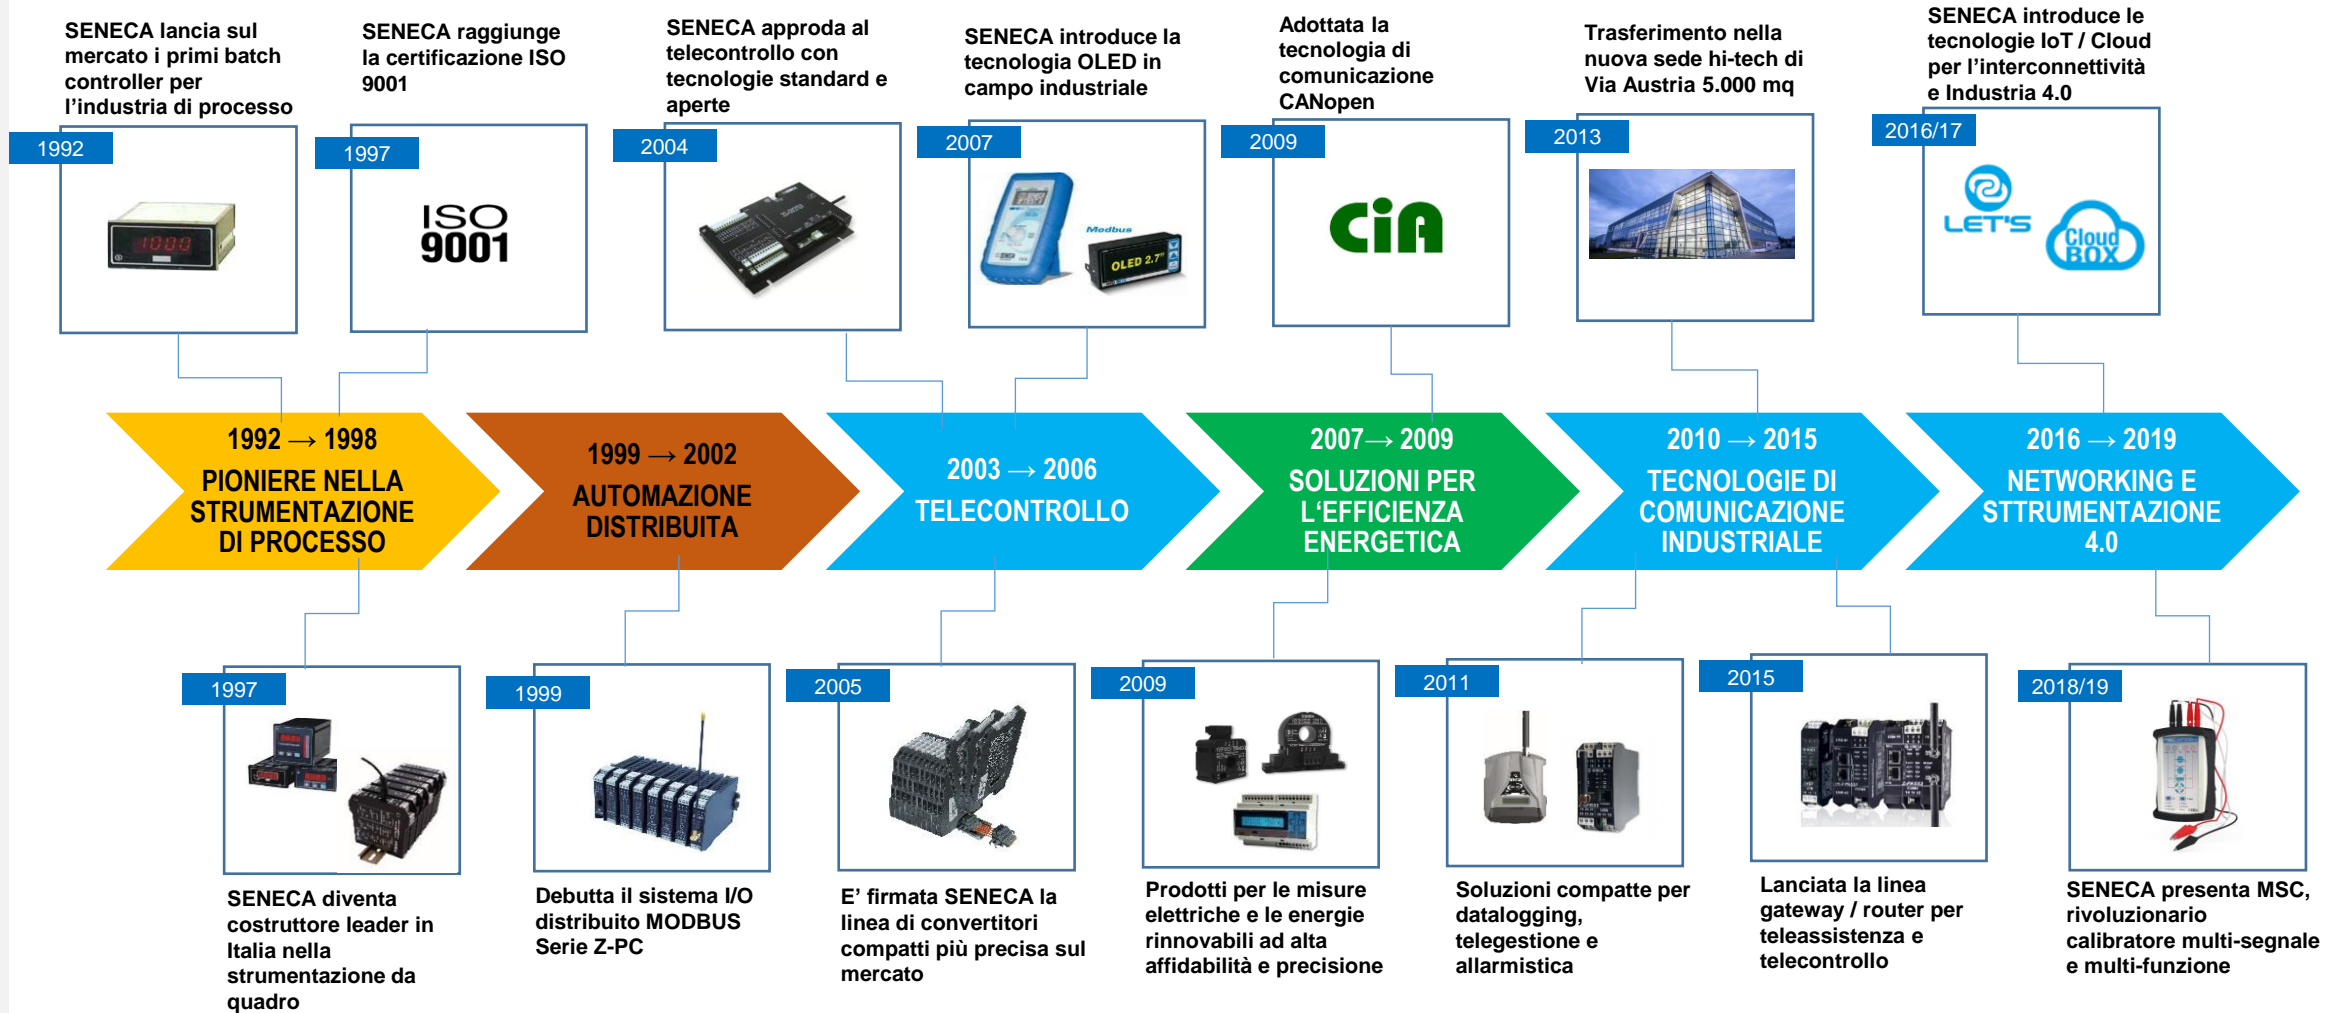 SENECA lancia sul
mercato i primi batch
controller per
l’industria di processo
1992
1000
SENECA raggiunge
la certificazione ISO
9001
1997
ISO
9001
SENECA approda al
telecontrollo con
tecnologie standard e
aperte
2004
SENECA introduce la
tecnologia OLED in
campo industriale
2007
Modbus
OLED 2.7"
Adottata la
tecnologia di
comunicazione
CANopen
2009
CiA
Trasferimento nella
nuova sede hi-tech di
Via Austria 5.000 mq
2013
SENECA introduce le
tecnologie IoT / Cloud
per l’interconnettività
e Industria 4.0
2016/17
LET'S
Cloud
BOX
1992 → 1998
PIONIERE NELLA
STRUMENTAZIONE
DI PROCESSO
1999 → 2002
AUTOMAZIONE
DISTRIBUITA
2003 → 2006
TELECONTROLLO
2007→ 2009
SOLUZIONI PER
L‘EFFICIENZA
ENERGETICA
2010 → 2015
TECNOLOGIE DI
COMUNICAZIONE
INDUSTRIALE
2016 → 2019
NETWORKING E
STTRUMENTAZIONE
4.0
1997
SENECA diventa
costruttore leader in
Italia nella
strumentazione da
quadro
1999
Debutta il sistema I/O
distribuito MODBUS
Serie Z-PC
2005
E’ firmata SENECA la
linea di convertitori
compatti più precisa sul
mercato
2009
Prodotti per le misure
elettriche e le energie
rinnovabili ad alta
affidabilità e precisione
2011
Soluzioni compatte per
datalogging,
telegestione e
allarmistica
2015
Lanciata la linea
gateway / router per
teleassistenza e
telecontrollo
2018/19
SENECA presenta MSC,
rivoluzionario
calibratore multi-segnale
e multi-funzione